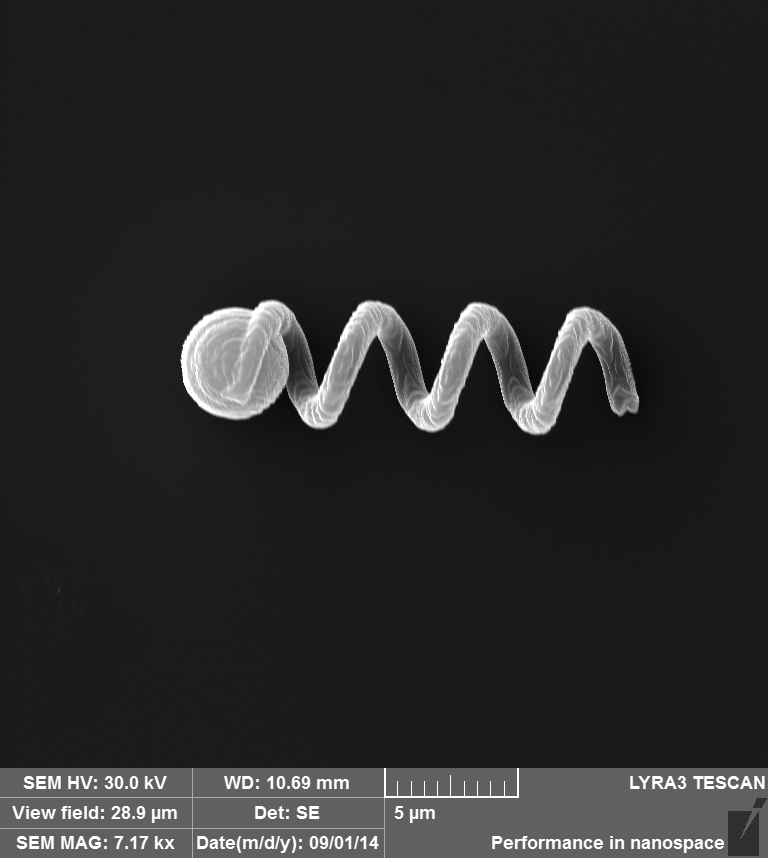 SEM HV: 30.0 kV
WD: 10.69 mm
LYRA3 TESCAN
View field: 28.9 µm
Det: SE
5 µm
SEM MAG: 7.17 kx
Date(m/d/y): 09/01/14
Performance in nanospace